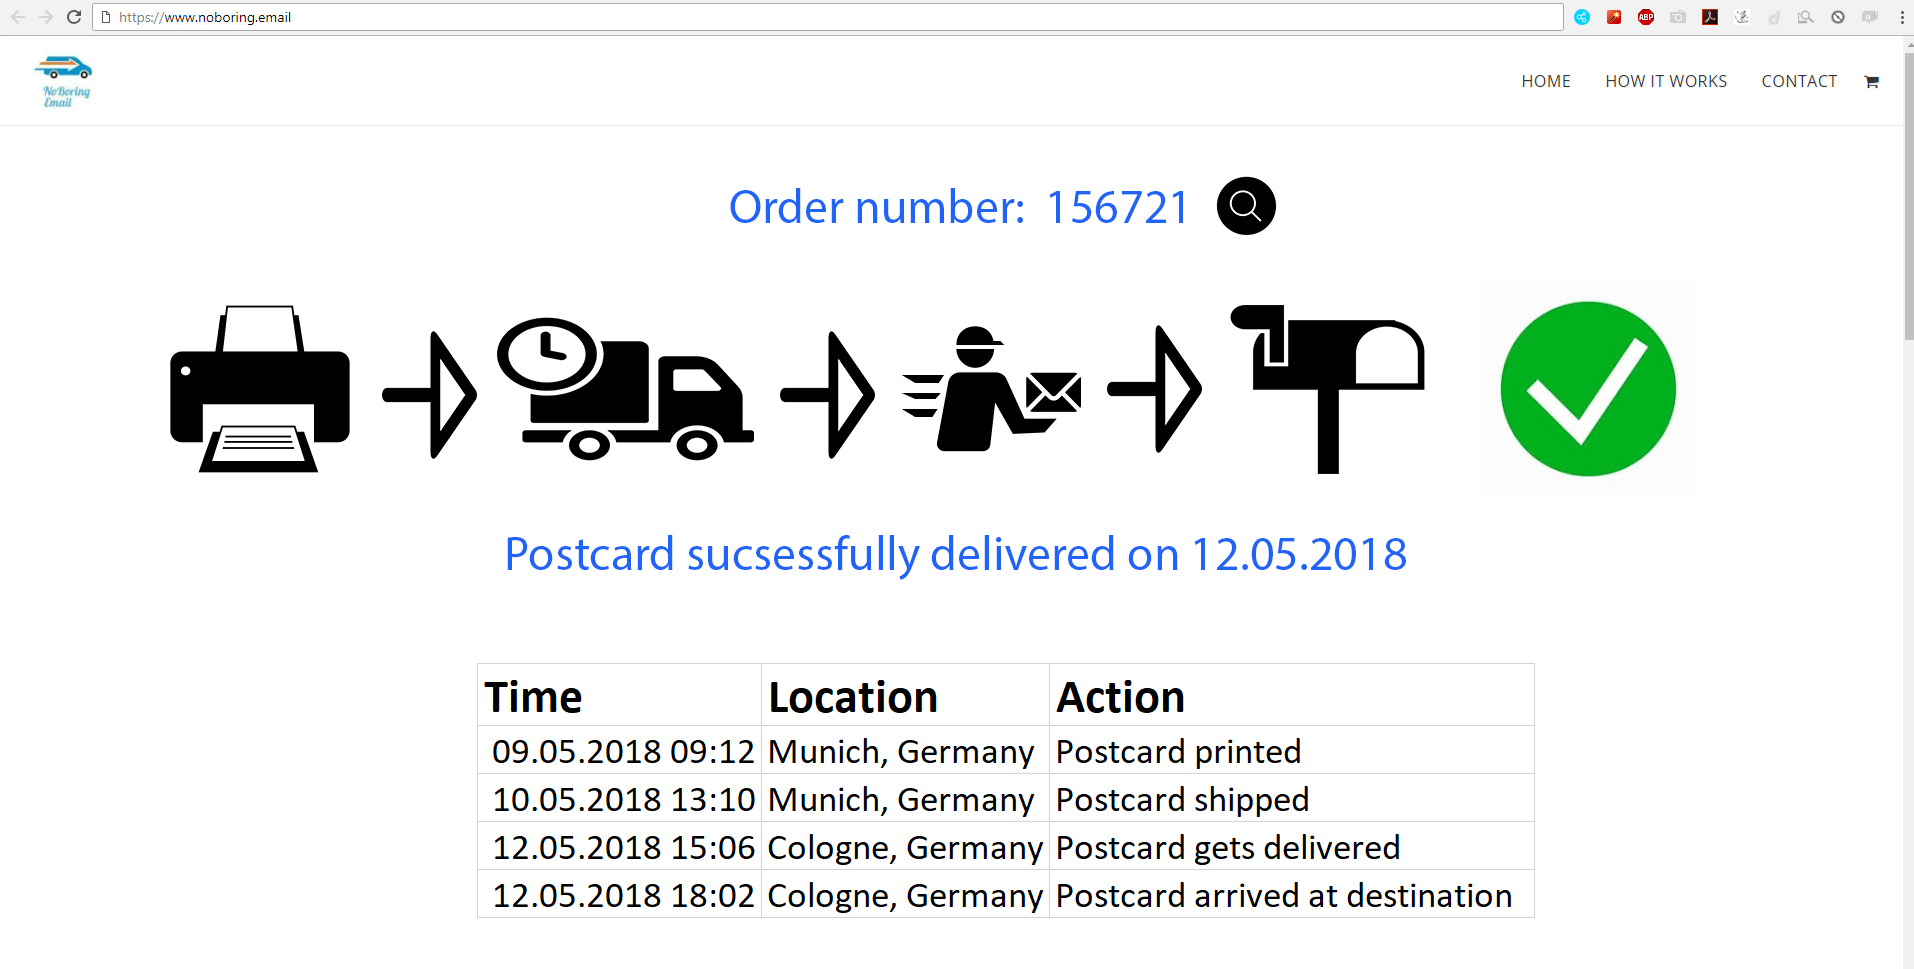 https://www.noboring.email
NoBoring
Email
HOME HOW IT WORKS CONTACT
Order number: 156721
Postcard sucsessfully delivered on 12.05.2018
Time Location Action
09.05.2018 09:12 Munich, Germany Postcard printed
10.05.2018 13:10 Munich, Germany Postcard shipped
12.05.2018 15:06 Cologne, Germany Postcard gets delivered
12.05.2018 18:02 Cologne, Germany Postcard arrived at destination